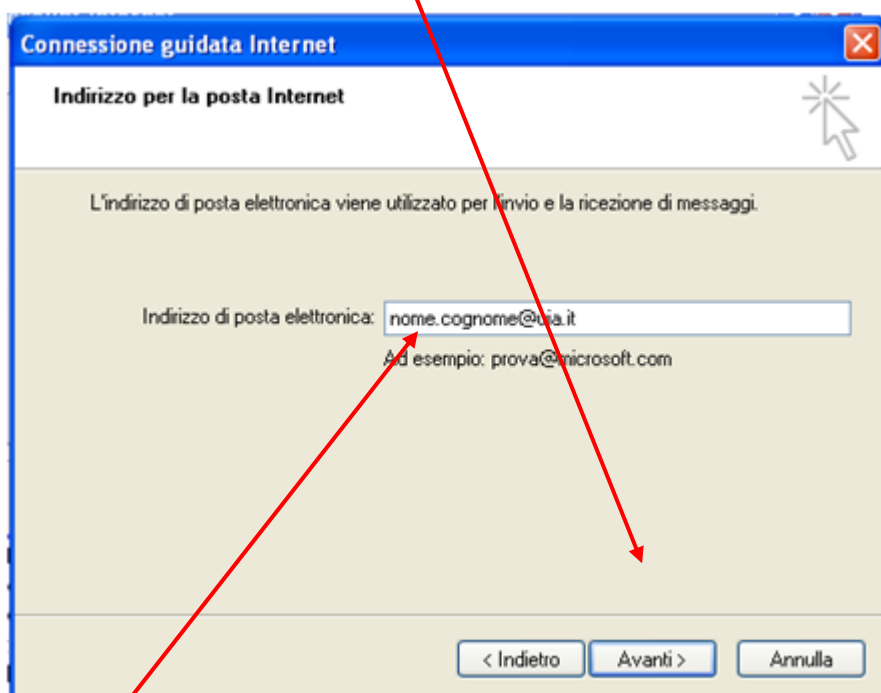 Connessione guidata Internet
Indirizzo per la posta Internet
L'indirizzo di posta elettronica viene utilizzato per l'invio e la ricezione di messaggi.
Indirizzo di posta elettronica: nome.cognome@uia.it
Ad esempio: prova@microsoft.com
< Indietro Avanti > Annulla